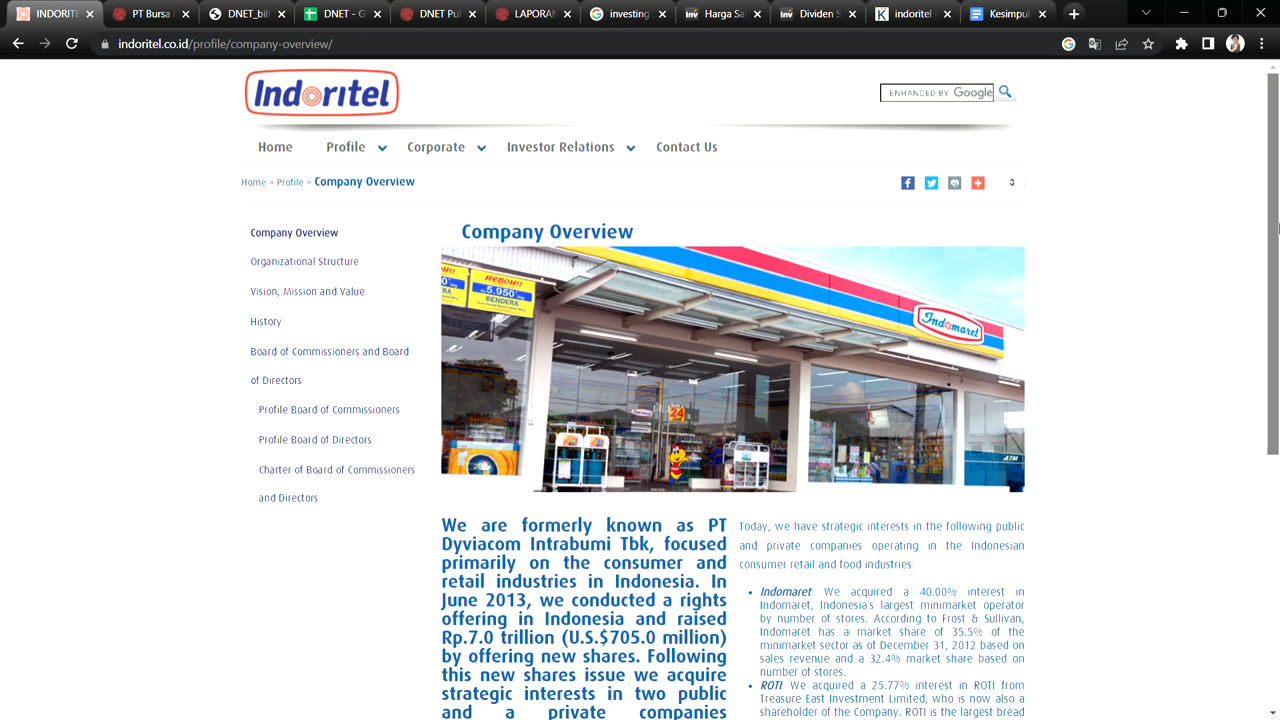 INDORITE
PT Bursa
DNET_bil
DNET - G
DNET Pu
LAPORAN
investing
Harga Sa
Dividen S
indoritel
Kesimpul
indoritel.co.id/profile/company-overview/
Indoritel
ENHANCED BY Google
Home
Profile
Corporate
Investor Relations
Contact Us
Home » Profile » Company Overview
3
Company Overview
Organizational Structure
Vision, Mission and Value
History
Board of Commissioners and Board
of Directors
Profile Board of Commissioners
Profile Board of Directors
Charter of Board of Commissioners
and Directors
Company Overview
HEBOH!!
5.950
BENDERA
Indomaret
24
ATM
We are formerly known as PT
Dyviacom Intrabumi Tbk, focused
primarily on the consumer and
retail industries in Indonesia. In
June 2013, we conducted a rights
offering in Indonesia and raised
Rp.7.0 trillion (U.S.$705.0 million)
by offering new shares. Following
this new shares issue we acquire
strategic interests in two public
and a private companies
Today, we have strategic interests in the following public
and private companies operating in the Indonesian
consumer retail and food industries:
• Indomaret: We acquired a 40.00% interest in
Indomaret, Indonesia's largest minimarket operator
by number of stores. According to Frost & Sullivan,
Indomaret has a market share of 35.5% of the
minimarket sector as of December 31, 2012 based on
sales revenue and a 32.4% market share based on
number of stores.
• ROTI: We acquired a 25.77% interest in ROTI from
Treasure East Investment Limited, who is now also a
shareholder of the Company. ROTI is the largest bread